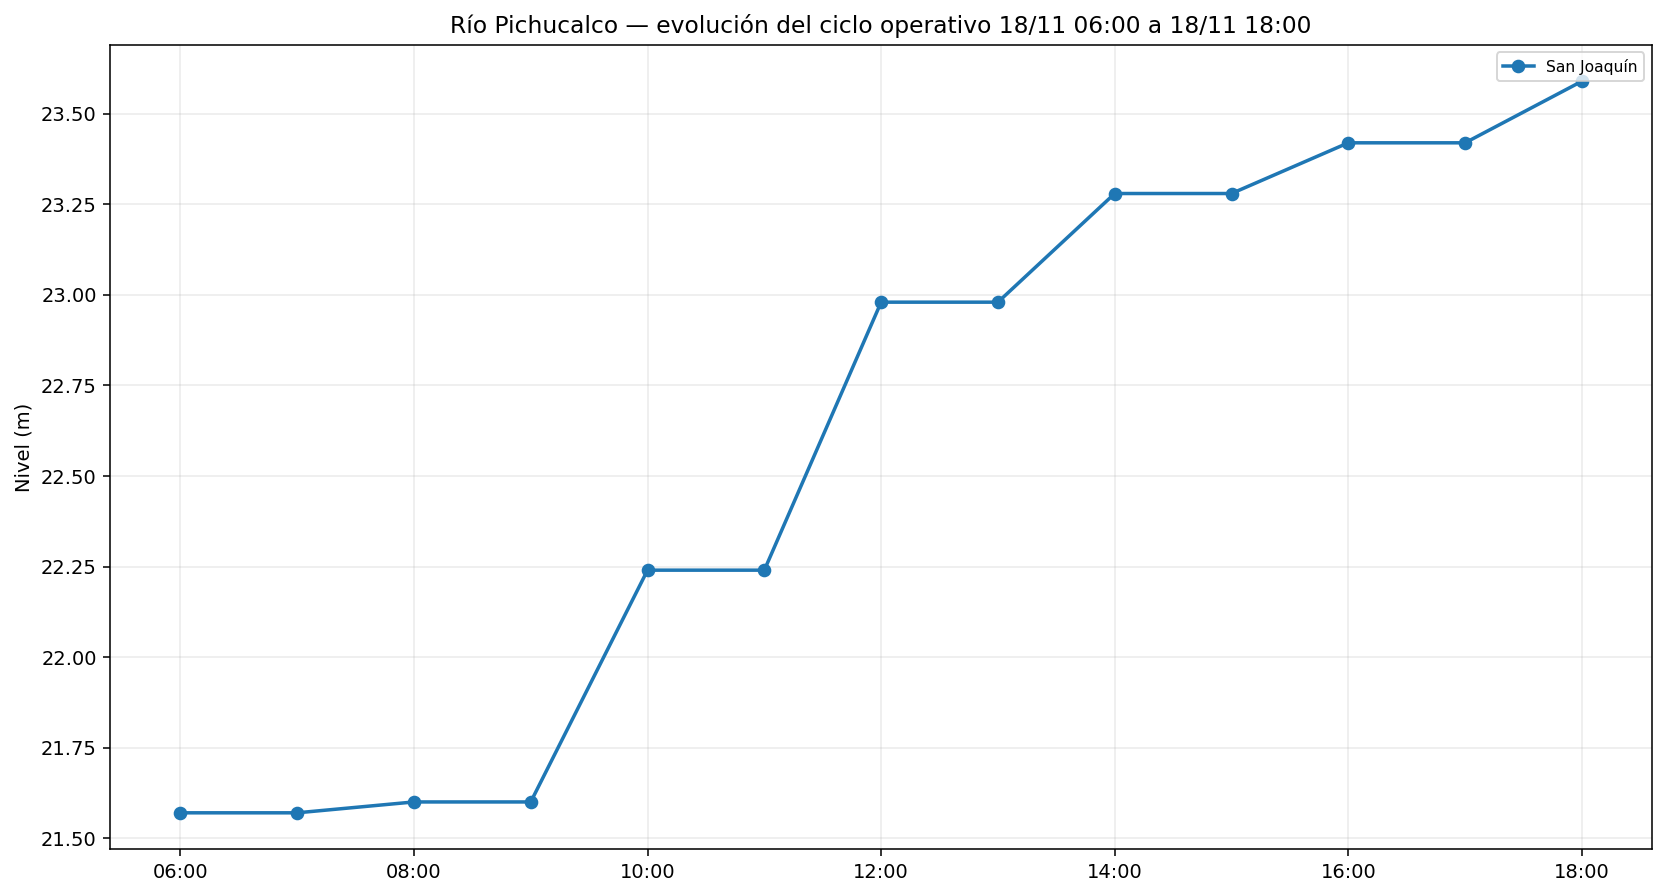 Río Pichucalco — evolución del ciclo operativo 18/11 06:00 a 18/11 18:00
San Joaquín
Nivel (m)
23.50
23.25
23.00
22.75
22.50
22.25
22.00
21.75
21.50
06:00 08:00 10:00 12:00 14:00 16:00 18:00